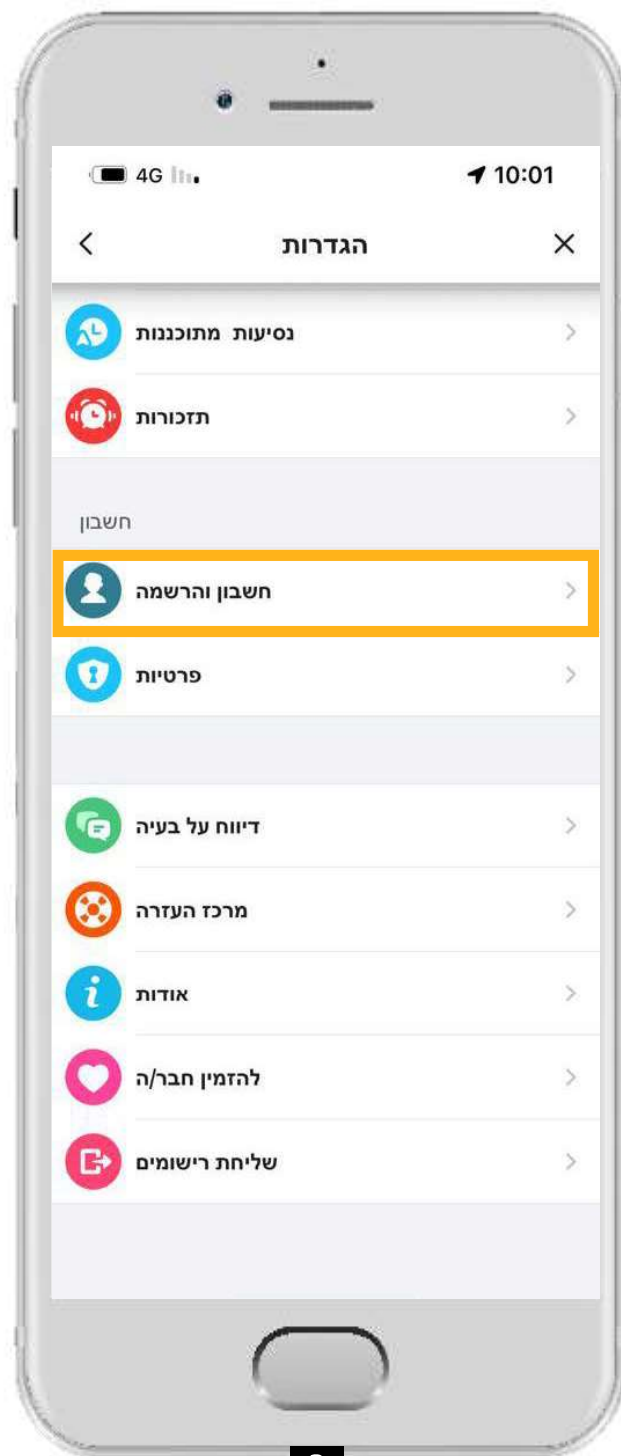 4G 10:01
הגדרות
נסיעות מתוכננות
תזכורות
חשבון
חשבון והרשמה
פרטיות
דיווח על בעיה
מרכז העזרה
אודות
להזמין חבר/ה
שליחת רישומים